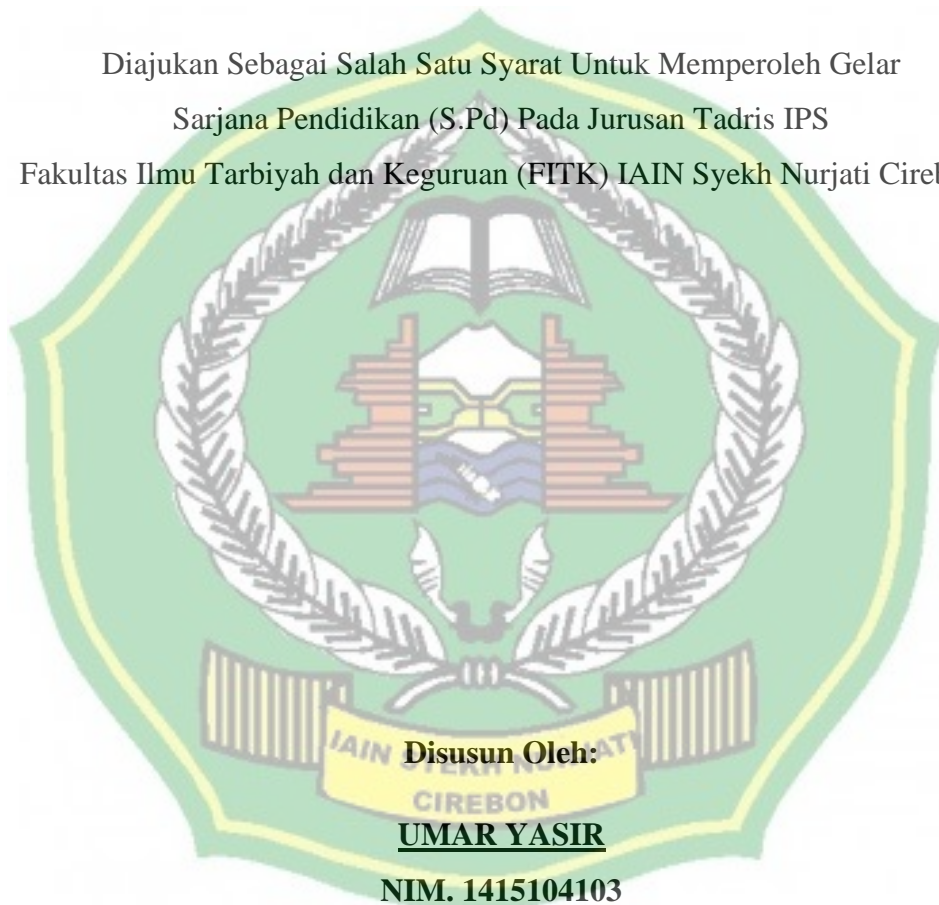 Diajukan Sebagai Salah Satu Syarat Untuk Memperoleh Gelar
Sarjana Pendidikan (S.Pd) Pada Jurusan Tadris IPS
Fakultas Ilmu Tarbiyah dan Keguruan (FITK) IAIN Syekh Nurjati
Disusun Oleh:
IAIN
CIREBON
UMAR YASIR
NIM. 1415104103